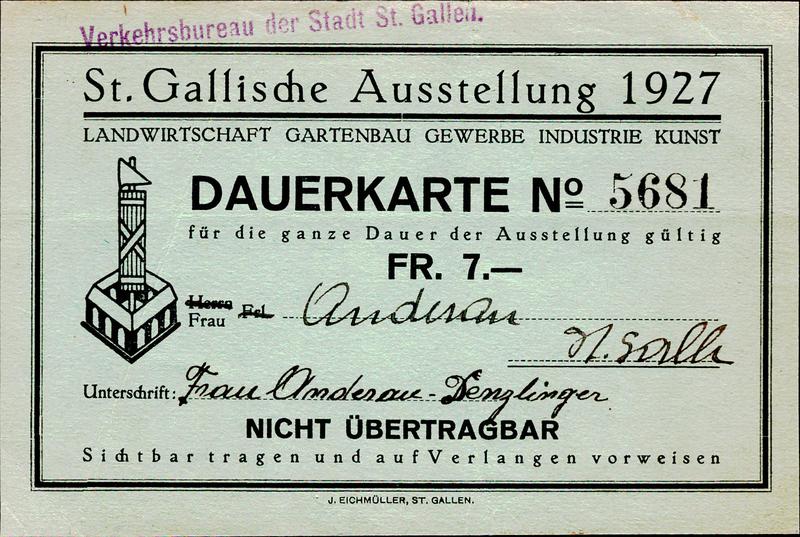 Verkehrsbureau der Stadt St. Gallen.
St. Gallische Ausstellung 1927
LANDWIRTSCHAFT GARTENBAU GEWERBE INDUSTRIE KUNST
DAUERKARTE Nº 5681
für die ganze Dauer der Ausstellung gültig
FR. 7.—
Herrn
Frau Frl. Anderau
St. Galle
Unterschrift: Frau Anderau-Denzlinger
NICHT ÜBERTRAGBAR
Sichtbar tragen und auf Verlangen vorweisen
J. EICHMÜLLER, ST. GALLEN.